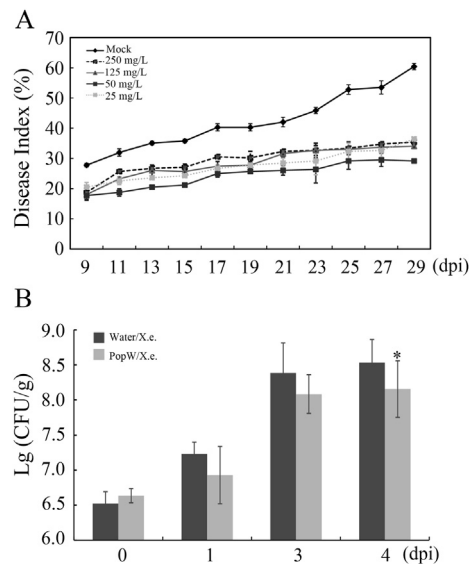 A
Disease Index (%)
70
60
50
40
30
20
10
0
Mock
250 mg/L
125 mg/L
50 mg/L
25 mg/L
9 11 13 15 17 19 21 23 25 27 29 (dpi)
B
Lg (CFU/g)
9.0
8.5
8.0
7.5
7.0
6.5
6.0
Water/X.e.
PopW/X.e.
*
0 1 3 4 (dpi)